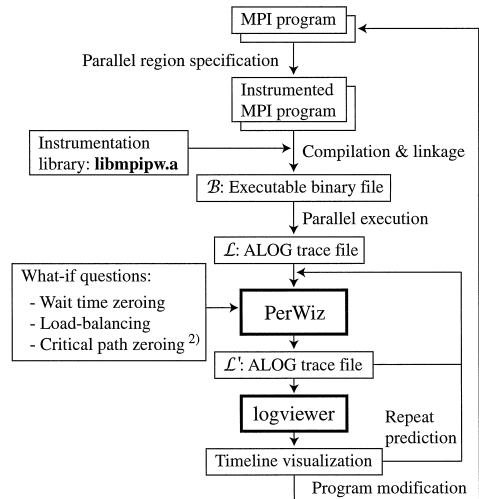 MPI program
Parallel region specification
Instrumented
MPI program
Instrumentation
library: libmpipw.a
Compilation & linkage
ℬ: Executable binary file
Parallel execution
ℒ: ALOG trace file
What-if questions:
- Wait time zeroing
- Load-balancing
- Critical path zeroing 2)
PerWiz
ℒ': ALOG trace file
logviewer
Repeat
prediction
Timeline visualization
Program modification